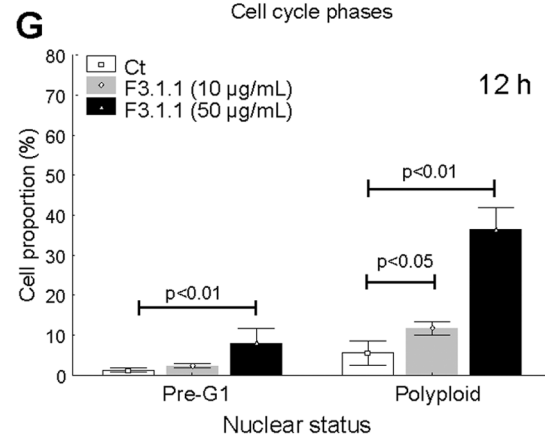 Cell cycle phases
G
Ct
F3.1.1 (10 µg/mL)
F3.1.1 (50 µg/mL)
12 h
Cell proportion (%)
80
70
60
50
40
30
20
10
0
p<0.01
p<0.01
p<0.05
Pre-G1
Polyploid
Nuclear status